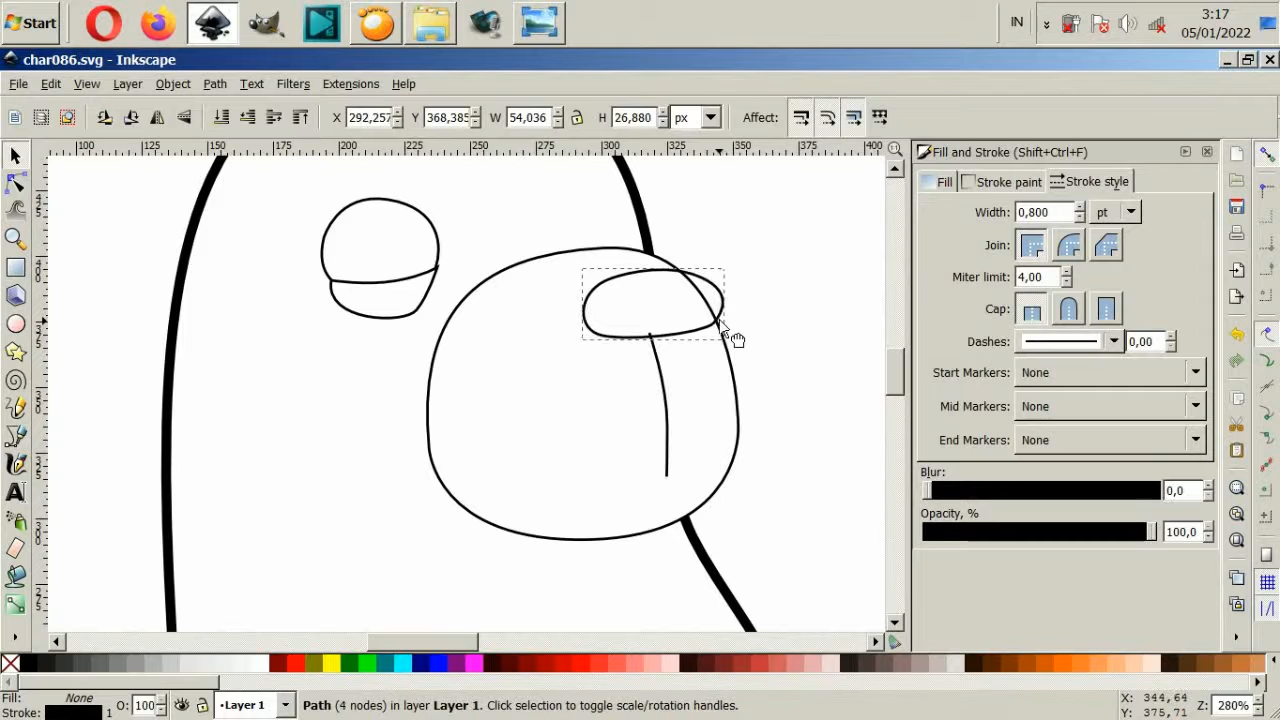 Start
IN
3:17
05/01/2022
char086.svg - Inkscape
File Edit View Layer Object Path Text Filters Extensions Help
X 292,257 Y 368,385 W 54,036 H 26,880 px Affect:
100 125 150 175 200 225 250 275 300 325 350 375 400
Fill and Stroke (Shift+Ctrl+F)
Fill Stroke paint Stroke style
Width: 0,800 pt
Join:
Miter limit: 4,00
Cap:
Dashes: 0,00
Start Markers: None
Mid Markers: None
End Markers: None
Blur:
0,0
Opacity, %
100,0
Fill: None
Stroke: 1
O: 100
•Layer 1
Path (4 nodes) in layer Layer 1. Click selection to toggle scale/rotation handles.
X: 344,64
Y: 375,71
Z: 280%